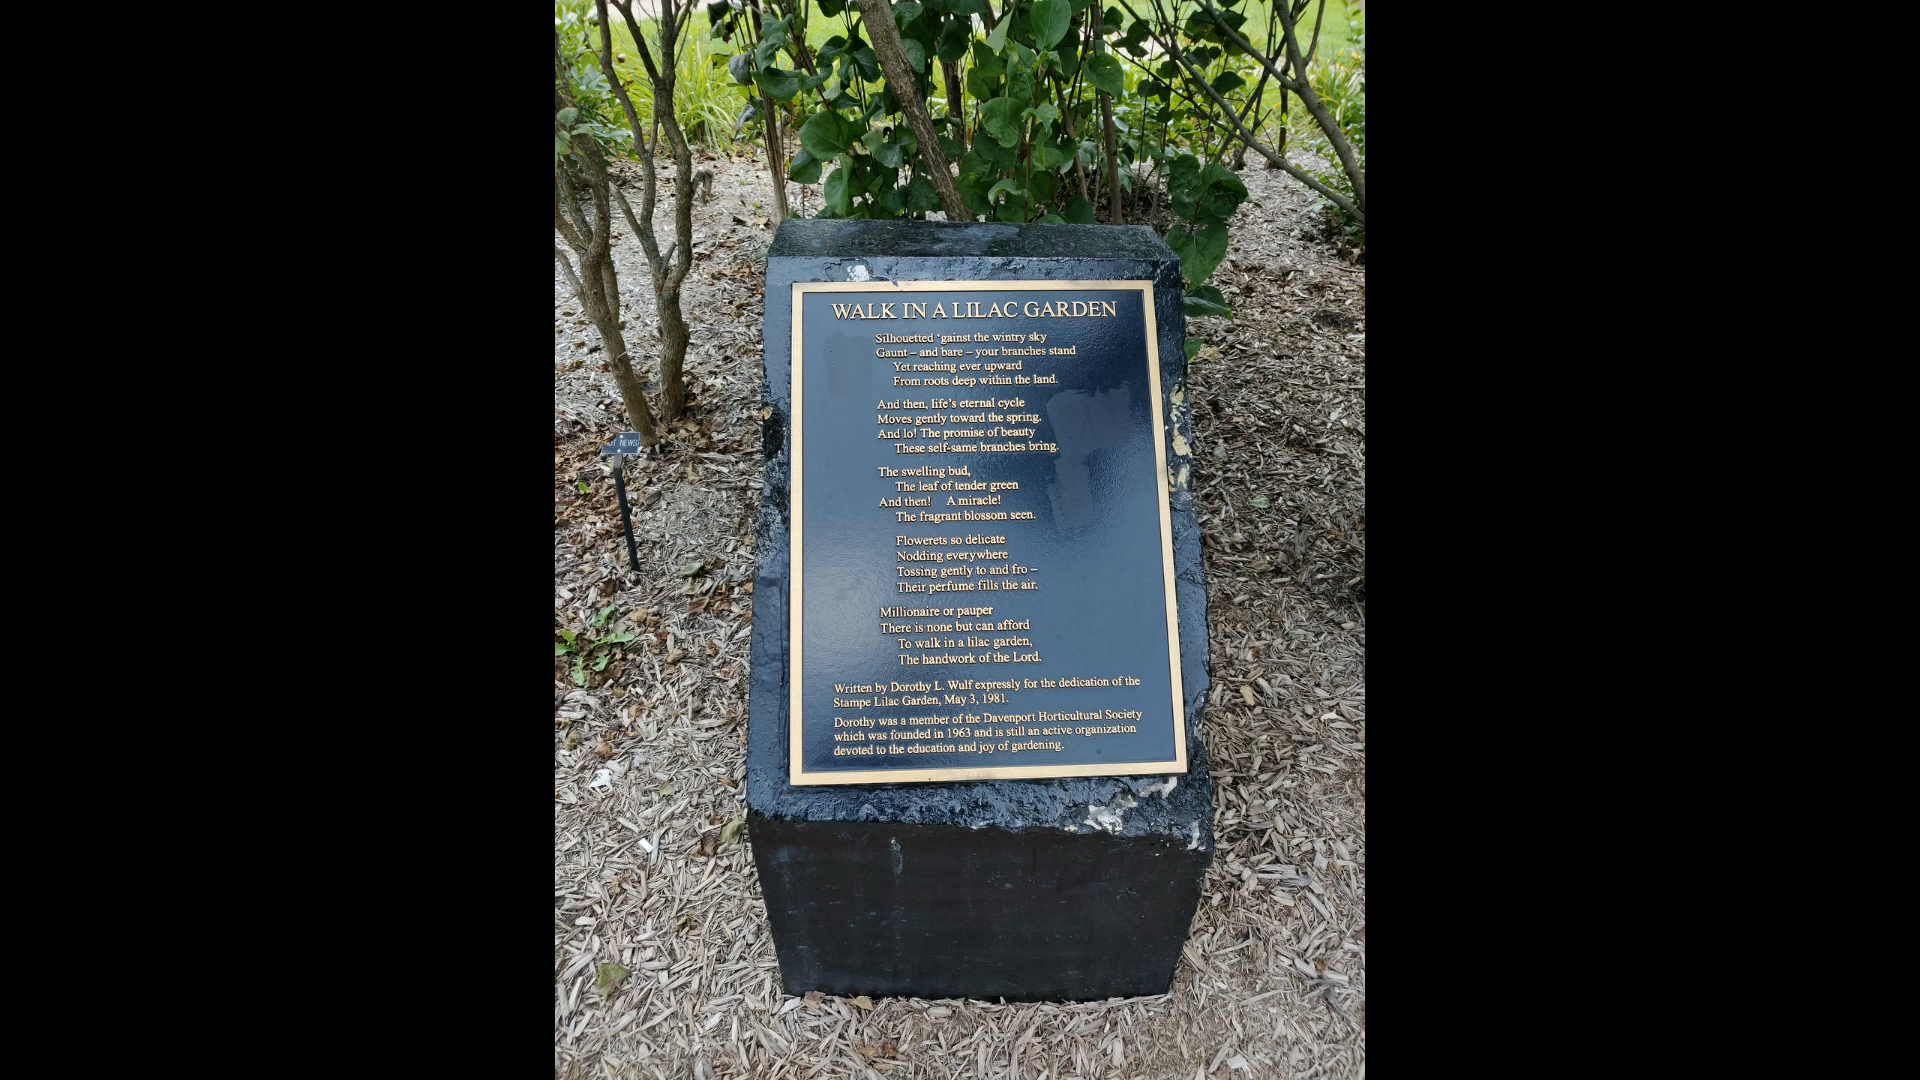 WALK IN A LILAC GARDEN
Silhouetted ‘gainst the wintry sky
Gaunt – and bare – your branches stand
Yet reaching ever upward
From roots deep within the land.
And then, life’s eternal cycle
Moves gently toward the spring.
And lo! The promise of beauty
These self-same branches bring.
The swelling bud,
The leaf of tender green
And then! A miracle!
The fragrant blossom seen.
Flowerets so delicate
Nodding everywhere
Tossing gently to and fro –
Their perfume fills the air.
Millionaire or pauper
There is none but can afford
To walk in a lilac garden,
The handwork of the Lord.
Written by Dorothy L. Wulf expressly for the dedication of the
Stampe Lilac Garden, May 3, 1981.
Dorothy was a member of the Davenport Horticultural Society
which was founded in 1963 and is still an active organization
devoted to the education and joy of gardening.
NEWS